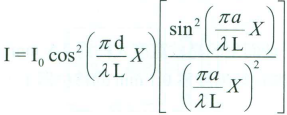 I = I₀ cos² (πd/λL X) [sin² (πa/λL X) / (πa/λL X)²]